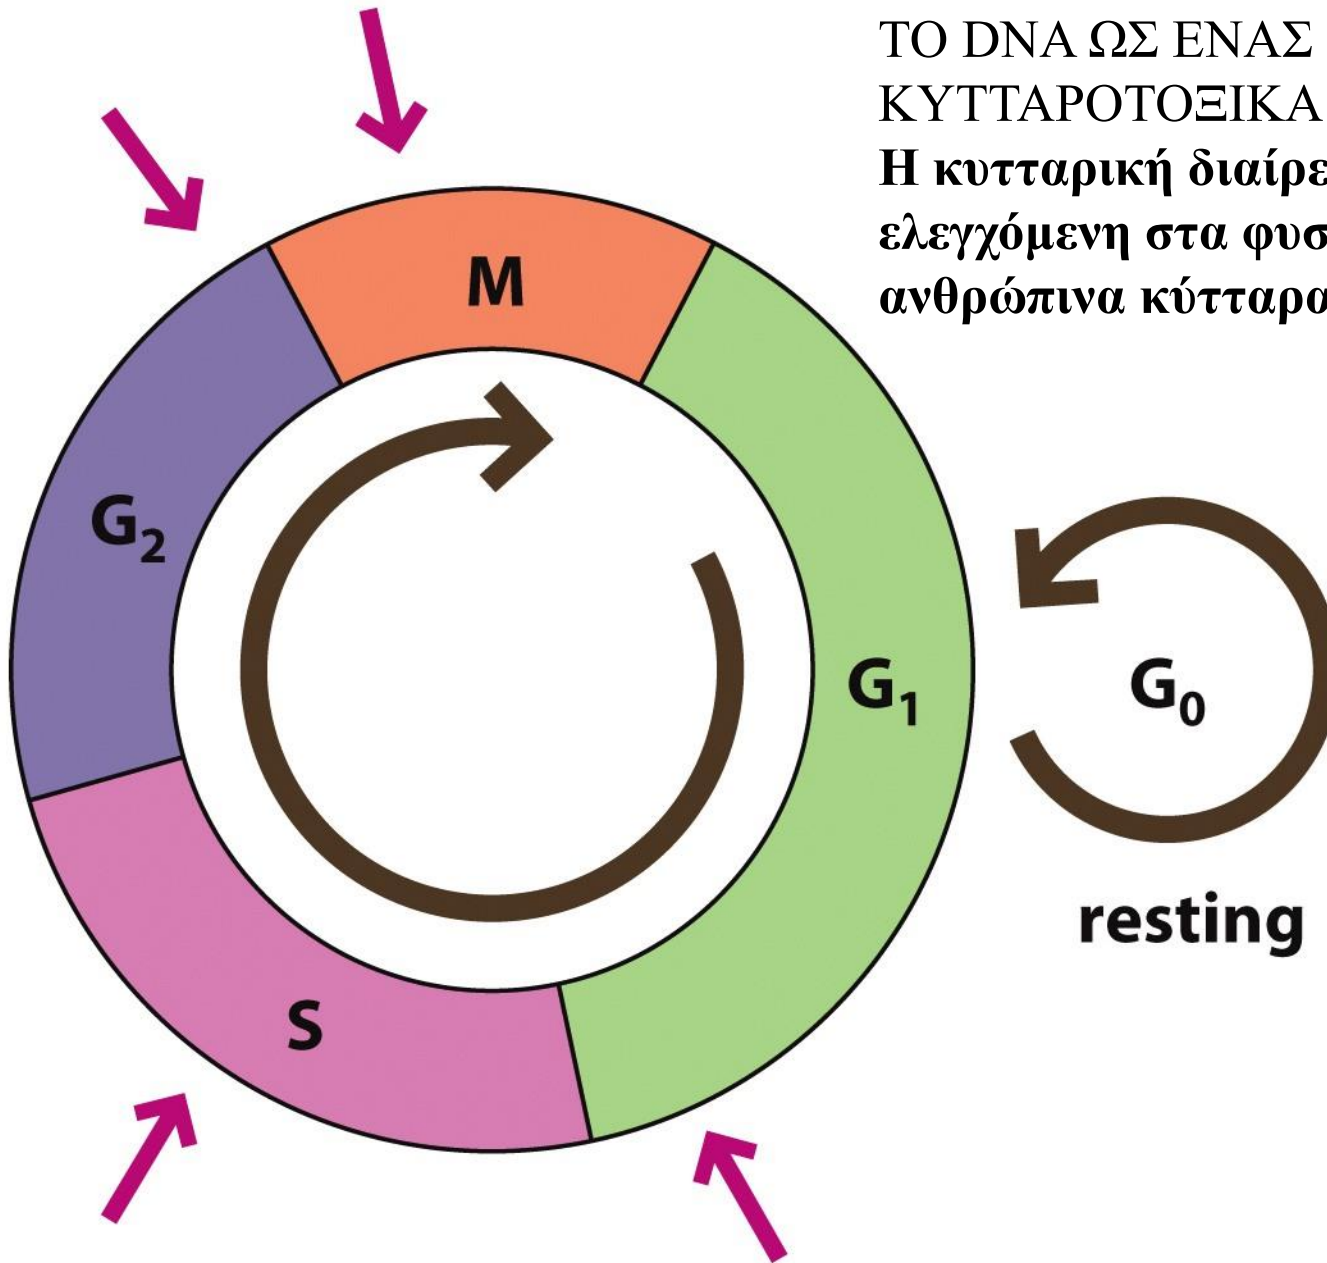 ΤΟ DNA ΩΣ ΕΝΑΣ
ΚΥΤΤΑΡΟΤΟΞΙΚΑ
Η κυτταρική διαίρε
ελεγχόμενη στα φυσ
ανθρώπινα κύτταρα
M
G₂
G₁
G₀
resting
S